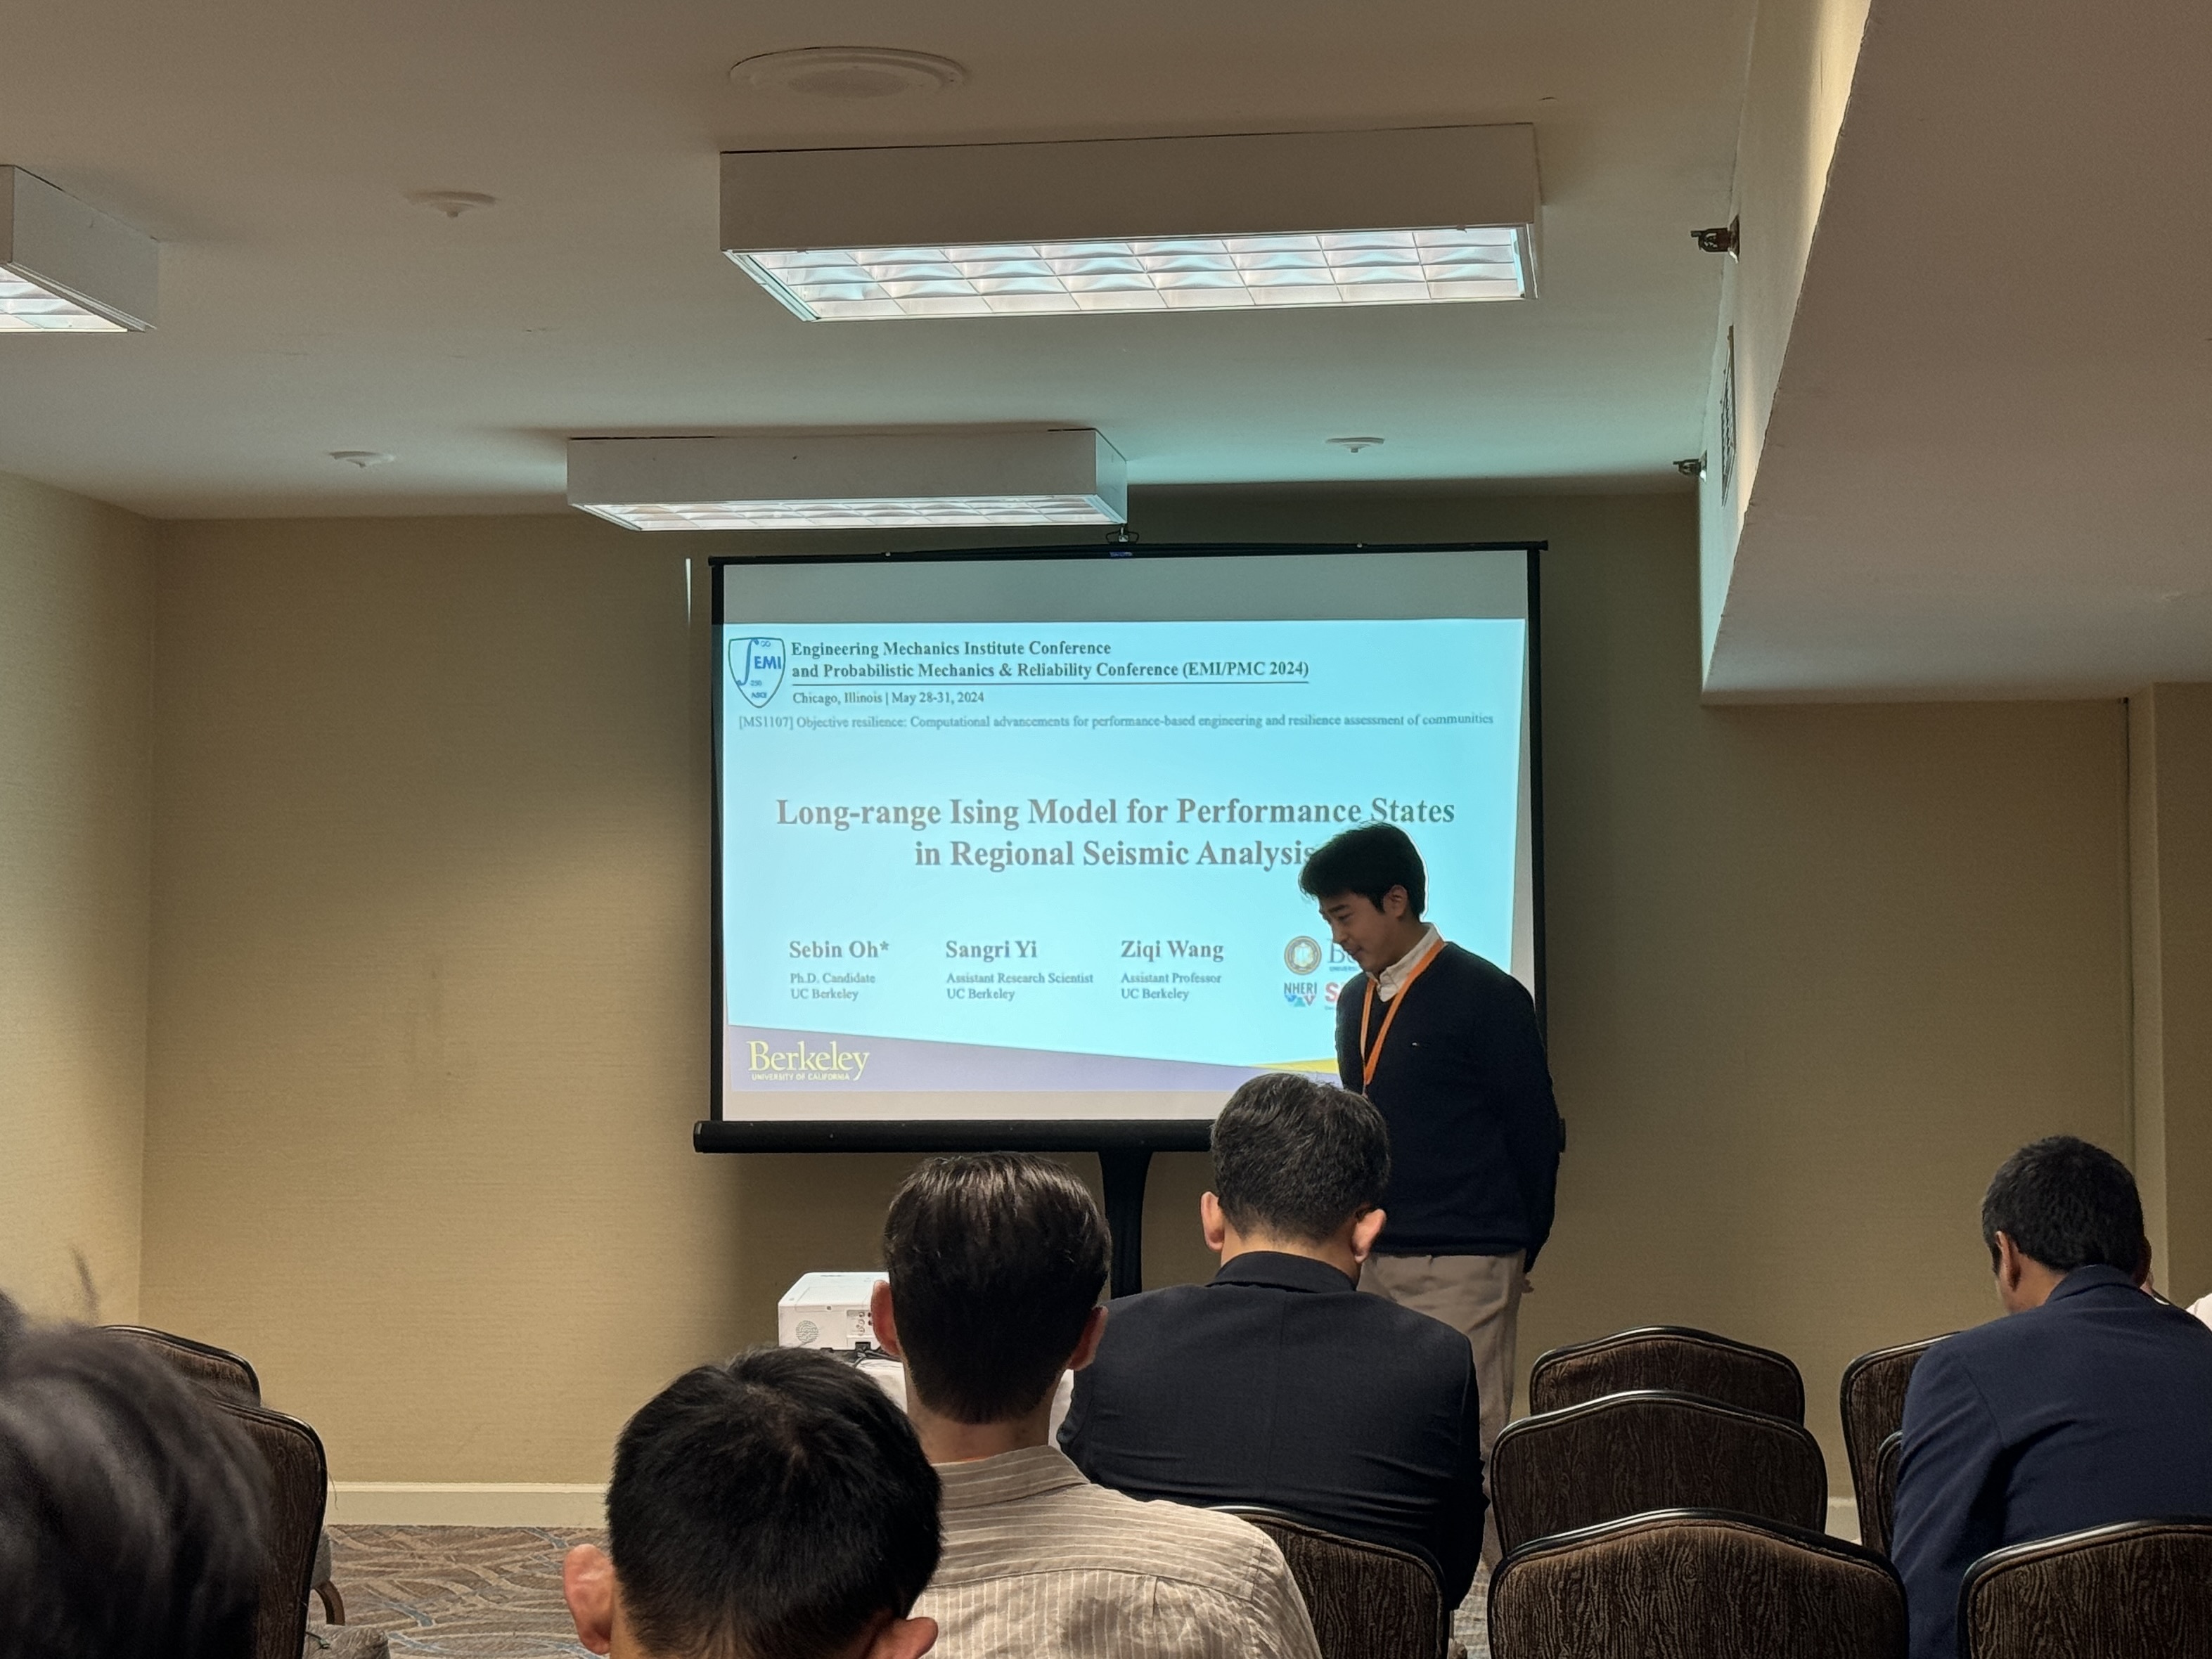 EMI
ASCE
Engineering Mechanics Institute Conference
and Probabilistic Mechanics & Reliability Conference (EMI/PMC 2024)
Chicago, Illinois | May 28-31, 2024
[MS1107] Objective resilience: Computational advancements for performance-based engineering and resilience assessment of communities
Long-range Ising Model for Performance States
in Regional Seismic Analysis
Sebin Oh*
Ph.D. Candidate
UC Berkeley
Sangri Yi
Assistant Research Scientist
UC Berkeley
Ziqi Wang
Assistant Professor
UC Berkeley
NHERI
Berkeley
UNIVERSITY OF CALIFORNIA